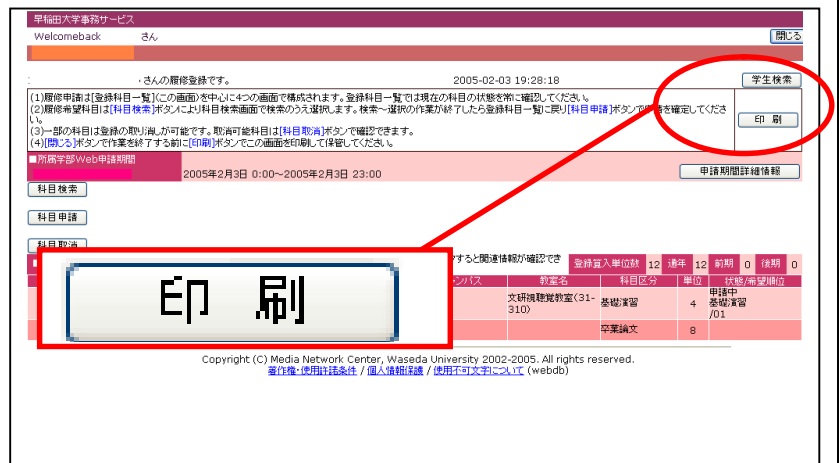 早稲田大学事務サービス
Welcomeback さん
閉じる
さんの履修登録です。 2005-02-03 19:28:18 学生検索
(1)履修申請は[登録科目一覧](この画面)を中心に4つの画面で構成されます。登録科目一覧では現在の科目の状態を常に確認してください。
(2)履修希望科目は[科目検索]ボタンにより科目検索画面で検索のうえ選択します。検索～選択の作業が終了したら登録科目一覧に戻り[科目申請]ボタンで申請を確定してくださ
い。
(3)一部の科目は登録の取り消しが可能です。取消可能科目は[科目取消]ボタンで確認できます。
(4)[閉じる]ボタンで作業を終了する前に[印刷]ボタンでこの画面を印刷して保管してください。
印 刷
■所属学部Web申請期間
2005年2月3日 0:00～2005年2月3日 23:00
申請期間詳細情報
科目検索
科目申請
科目取消
すると関連情報が確認でき 登録算入単位数 12 通年 12 前期 0 後期 0
ンパス 教室名 科目区分 単位 状態/希望順位
文研視聴覚教室(31-
310) 基礎演習 4 申請中
基礎演習
/01
卒業論文 8
印 刷
Copyright (C) Media Network Center, Waseda University 2002-2005. All rights reserved.
著作権・使用許諾条件 / 個人情報保護 / 使用不可文字について (webdb)